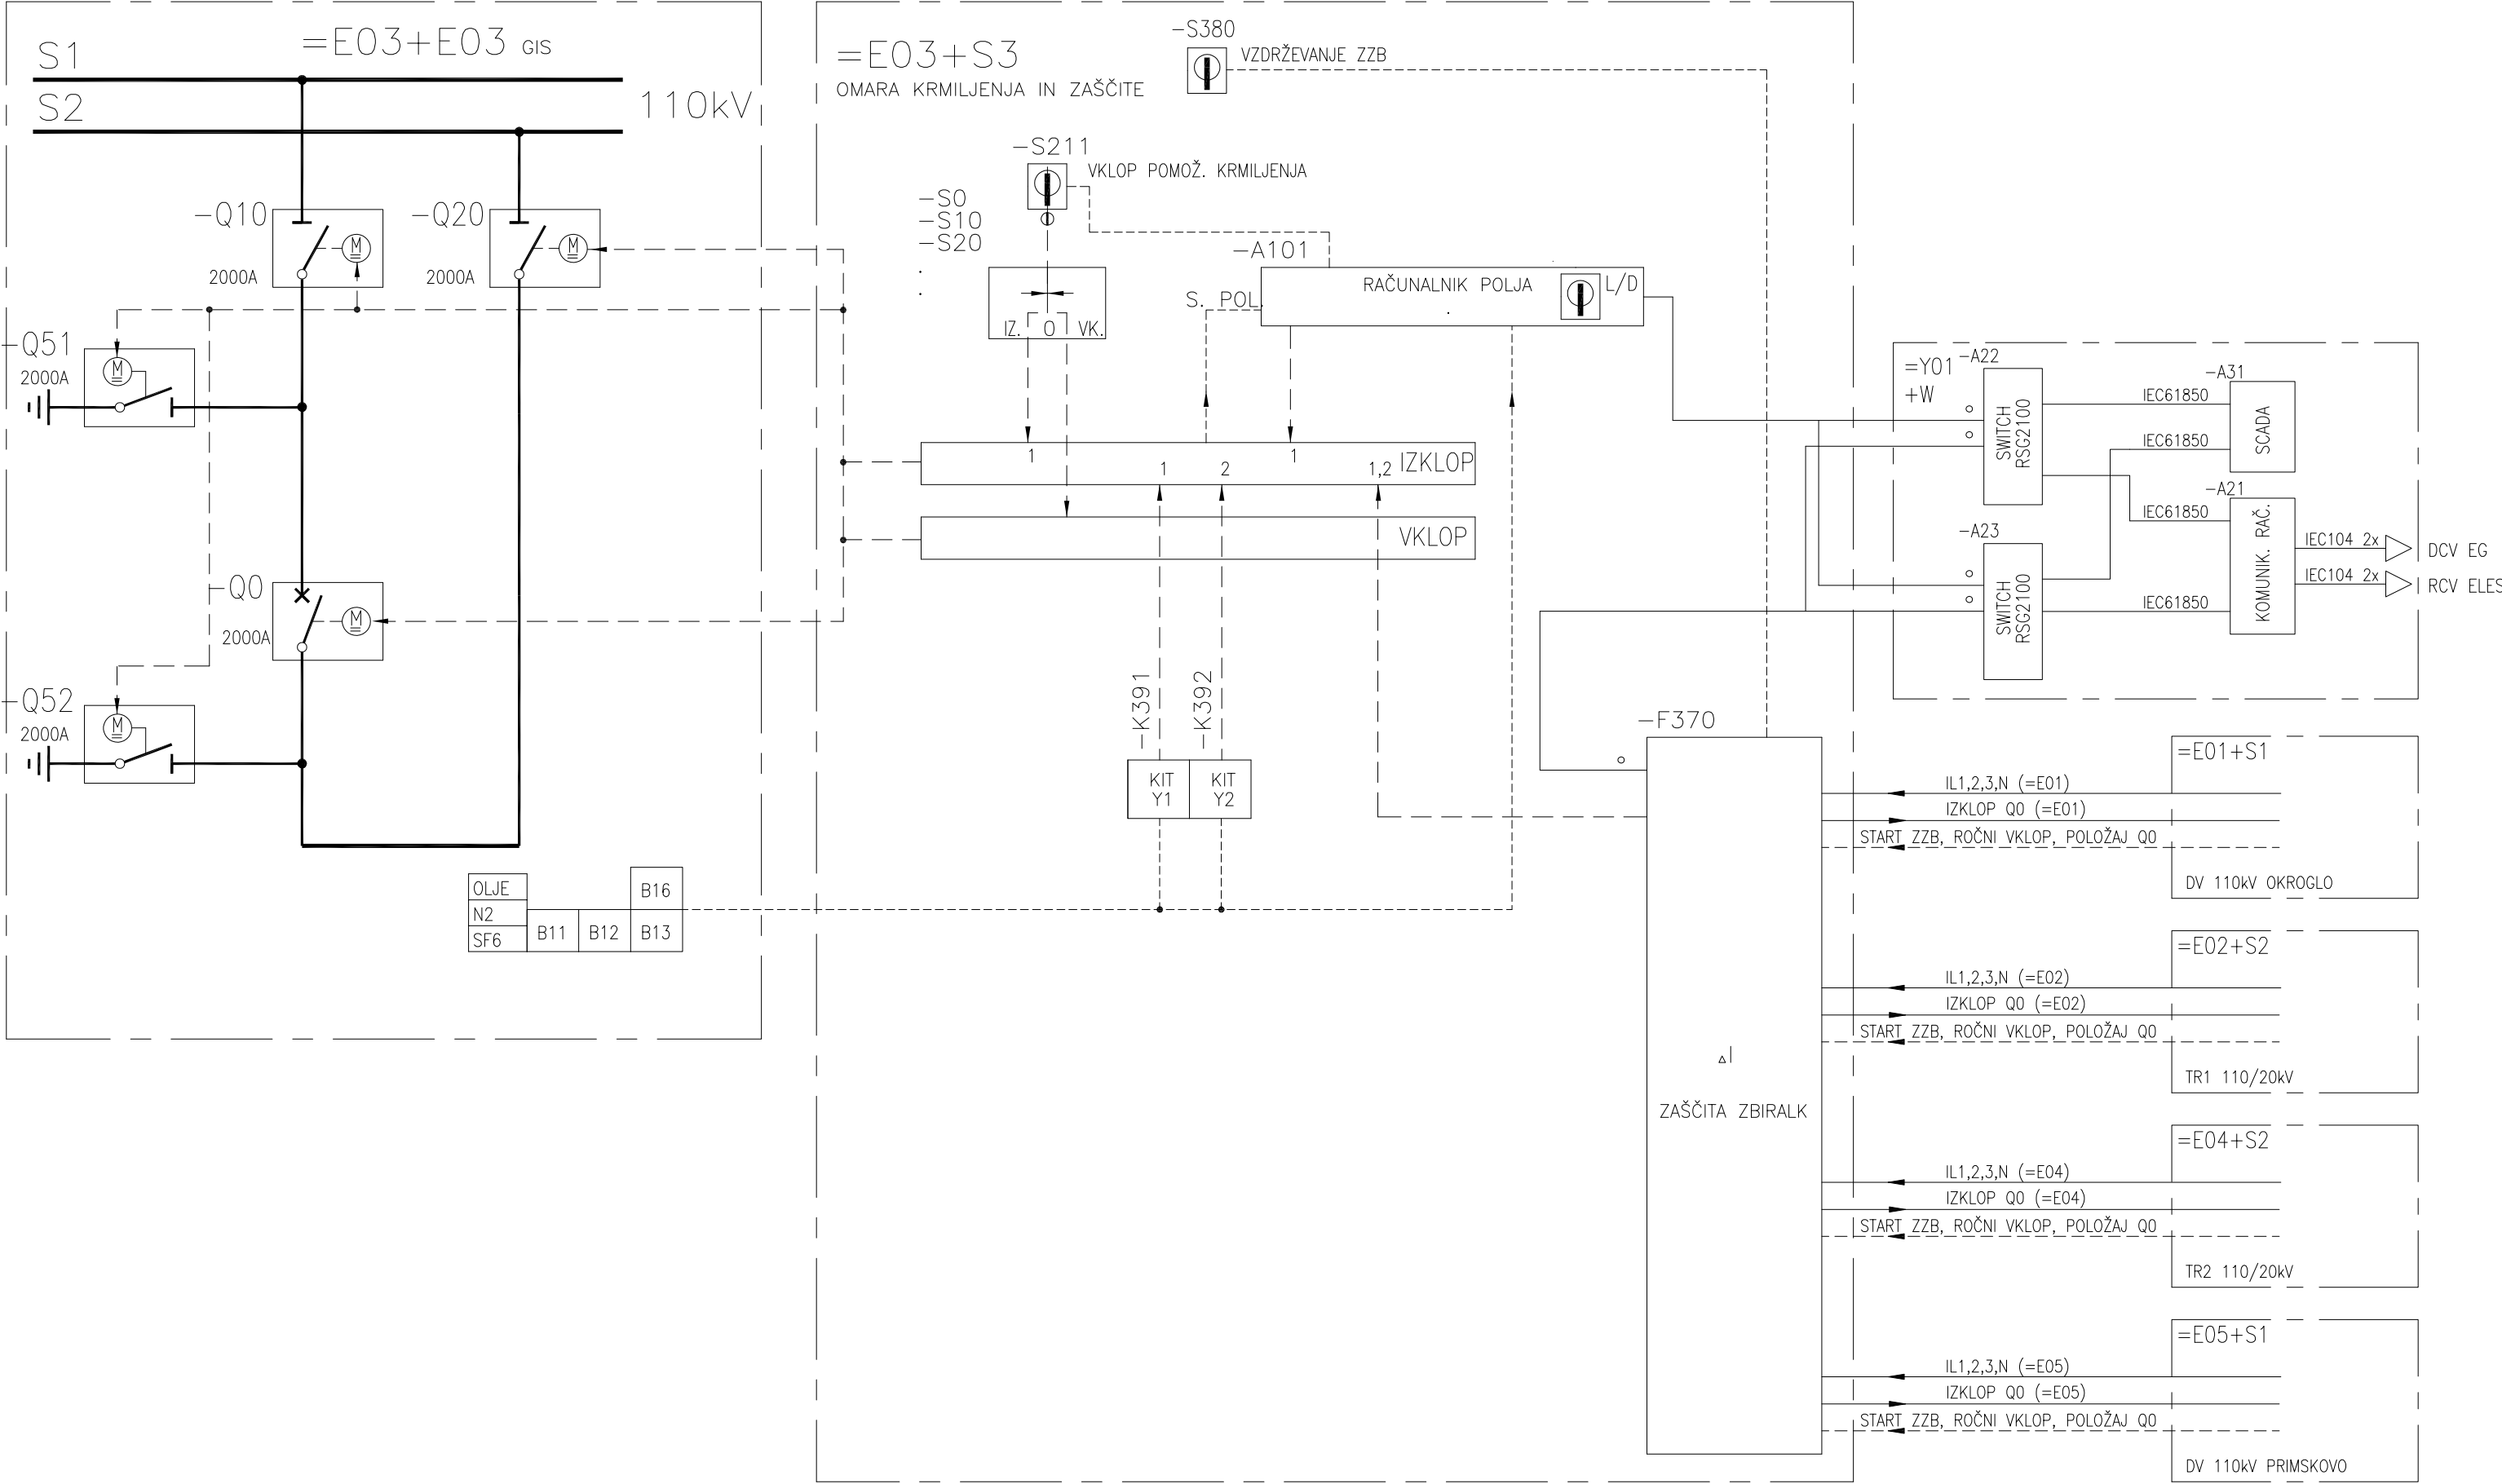 =E03+E03 GIS
S1
S2
110kV
-Q10
2000A
M
-Q20
2000A
M
-Q51
2000A
M
-Q0
2000A
M
-Q52
2000A
M
OLJE
N2
SF6
B11
B12
B16
B13
=E03+S3
OMARA KRMILJENJA IN ZAŠČITE
-S380
VZDRŽEVANJE ZZB
-S211
VKLOP POMOŽ. KRMILJENJA
-S0
-S10
-S20
IZ. 0 VK.
-A101
RAČUNALNIK POLJA
L/D
S. POL.
1
1
2
1
1,2
IZKLOP
VKLOP
-K391
-K392
KIT
Y1
KIT
Y2
-F370
ΔI
ZAŠČITA ZBIRALK
=Y01
+W
-A22
SWITCH
RSG2100
-A23
SWITCH
RSG2100
IEC61850
IEC61850
IEC61850
IEC61850
-A31
SCADA
-A21
KOMUNIK. RAČ.
IEC104 2x
DCV EG
IEC104 2x
RCV ELES
=E01+S1
IL1,2,3,N (=E01)
IZKLOP Q0 (=E01)
START ZZB, ROČNI VKLOP, POLOŽAJ Q0
DV 110kV OKROGLO
=E02+S2
IL1,2,3,N (=E02)
IZKLOP Q0 (=E02)
START ZZB, ROČNI VKLOP, POLOŽAJ Q0
TR1 110/20kV
=E04+S2
IL1,2,3,N (=E04)
IZKLOP Q0 (=E04)
START ZZB, ROČNI VKLOP, POLOŽAJ Q0
TR2 110/20kV
=E05+S1
IL1,2,3,N (=E05)
IZKLOP Q0 (=E05)
START ZZB, ROČNI VKLOP, POLOŽAJ Q0
DV 110kV PRIMSKOVO